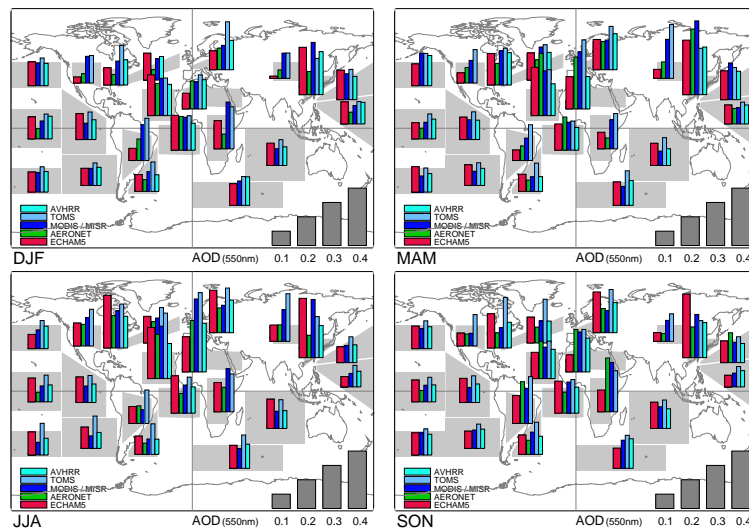 AVHRR
TOMS
MODIS / MISR
AERONET
ECHAM5
DJF AOD (550nm) 0.1 0.2 0.3 0.4
AVHRR
TOMS
MODIS / MISR
AERONET
ECHAM5
MAM AOD (550nm) 0.1 0.2 0.3 0.4
AVHRR
TOMS
MODIS / MISR
AERONET
ECHAM5
JJA AOD (550nm) 0.1 0.2 0.3 0.4
AVHRR
TOMS
MODIS / MISR
AERONET
ECHAM5
SON AOD (550nm) 0.1 0.2 0.3 0.4